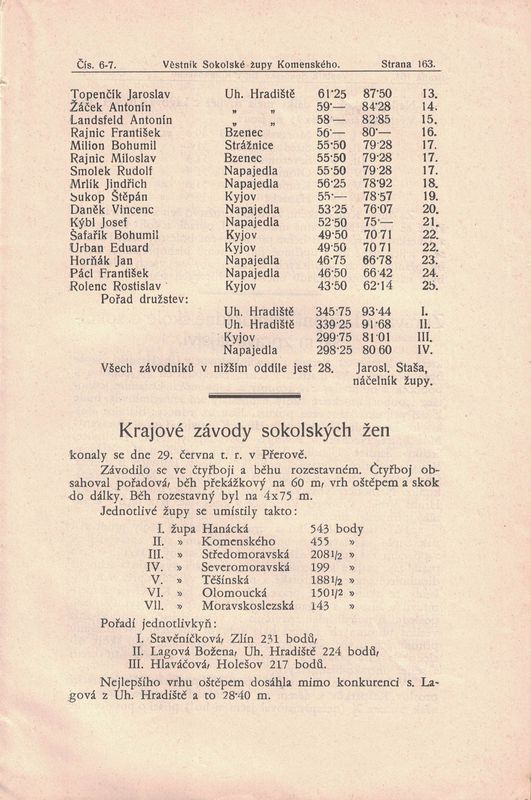 Čís. 6-7. Věstník Sokolské župy Komenského. Strana 163.
Topenčík Jaroslav Uh. Hradiště 61·25 87·50 13.
Žáček Antonín „ „ 59·— 84·28 14.
Landsfeld Antonín „ „ 58·— 82·85 15.
Rajnic František Bzenec 56·— 80·— 16.
Milion Bohumil Strážnice 55·50 79·28 17.
Rajnic Miloslav Bzenec 55·50 79·28 17.
Smolek Rudolf Napajedla 55·50 79·28 17.
Mrlík Jindřich Napajedla 56·25 78·92 18.
Sukop Štěpán Kyjov 55·— 78·57 19.
Daněk Vincenc Napajedla 53·25 76·07 20.
Kýbl Josef Napajedla 52·50 75·— 21.
Šafařík Bohumil Kyjov 49·50 70 71 22.
Urban Eduard Kyjov 49·50 70 71 22.
Horňák Jan Napajedla 46·75 66·78 23.
Pácl František Napajedla 46·50 66 42 24.
Rolenc Rostislav Kyjov 43·50 62·14 25.
Pořad družstev:
Uh. Hradiště 345·75 93·44 I.
Uh. Hradiště 339·25 91·68 II.
Kyjov 299·75 81·01 III.
Napajedla 298·25 80 60 IV.
Všech závodníků v nižším oddíle jest 28. Jarosl. Staša,
náčelník župy.
Krajové závody sokolských žen
konaly se dne 29. června t. r. v Přerově.
Závodilo se ve čtyřboji a běhu rozestavném. Čtyřboj ob-
sahoval pořadová, běh překážkový na 60 m, vrh oštěpem a skok
do dálky. Běh rozestavný byl na 4x75 m.
Jednotlivé župy se umístily takto:
I. župa Hanácká 543 body
II. » Komenského 455 »
III. » Středomoravská 208½ »
IV. » Severomoravská 199 »
V. » Těšínská 188½ »
VI. » Olomoucká 150½ »
VII. » Moravskoslezská 143 »
Pořadí jednotlivkyň:
I. Stavěníčková, Zlín 231 bodů,
II. Lagová Božena, Uh. Hradiště 224 bodů,
III. Hlaváčová, Holešov 217 bodů.
Nejlepšího vrhu oštěpem dosáhla mimo konkurenci s. La-
gová z Uh. Hradiště a to 28·40 m.